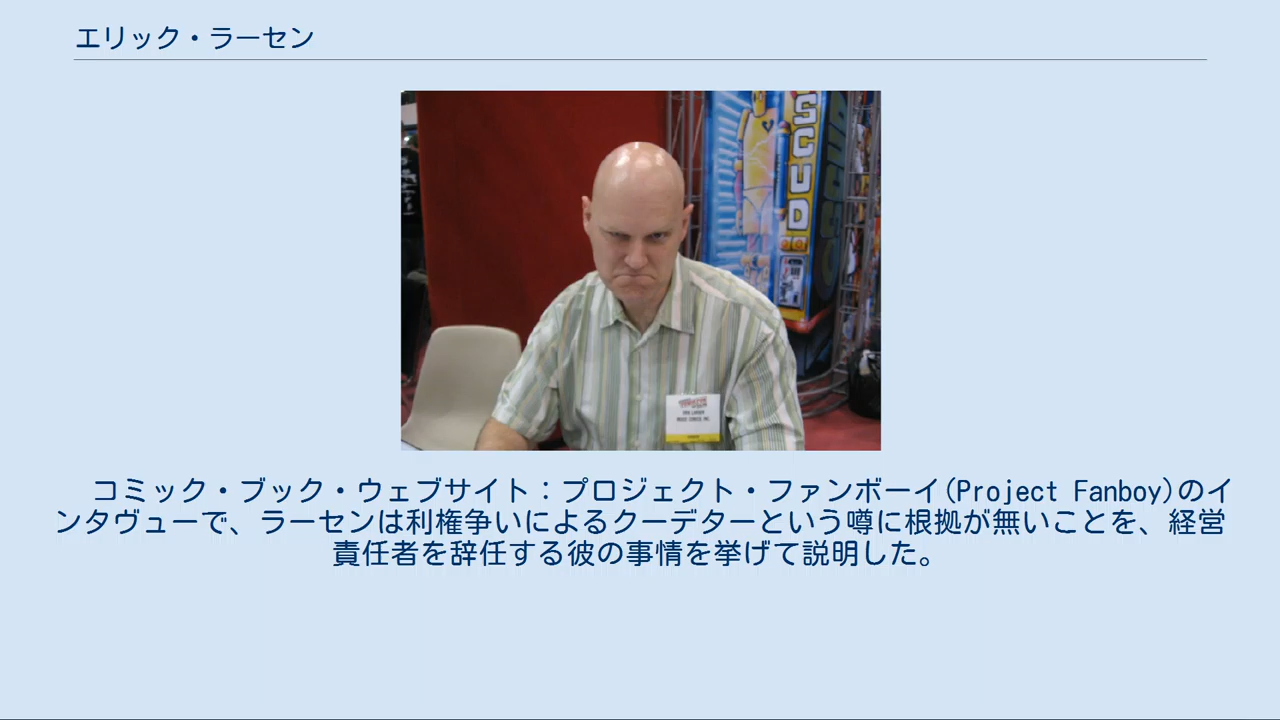 エリック・ラーセン
SCUD
コミック・ブック・ウェブサイト：プロジェクト・ファンボーイ(Project Fanboy)のイ
ンタヴューで、ラーセンは利権争いによるクーデターという噂に根拠が無いことを、経営
責任者を辞任する彼の事情を挙げて説明した。